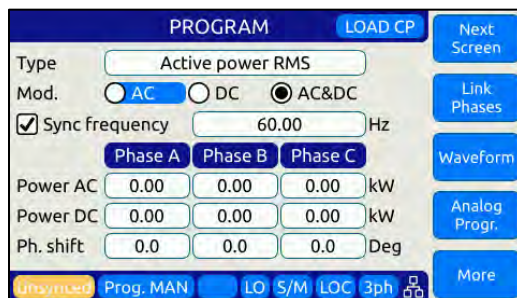 PROGRAM LOAD CP
Next
Screen
Type Active power RMS
Mod. AC DC AC&DC
Link
Phases
Sync frequency 60.00 Hz
Phase A Phase B Phase C
Waveform
Power AC 0.00 0.00 0.00 kW
Power DC 0.00 0.00 0.00 kW
Analog
Progr.
Ph. shift 0.0 0.0 0.0 Deg
Unsynced Prog. MAN LO S/M LOC 3ph
More